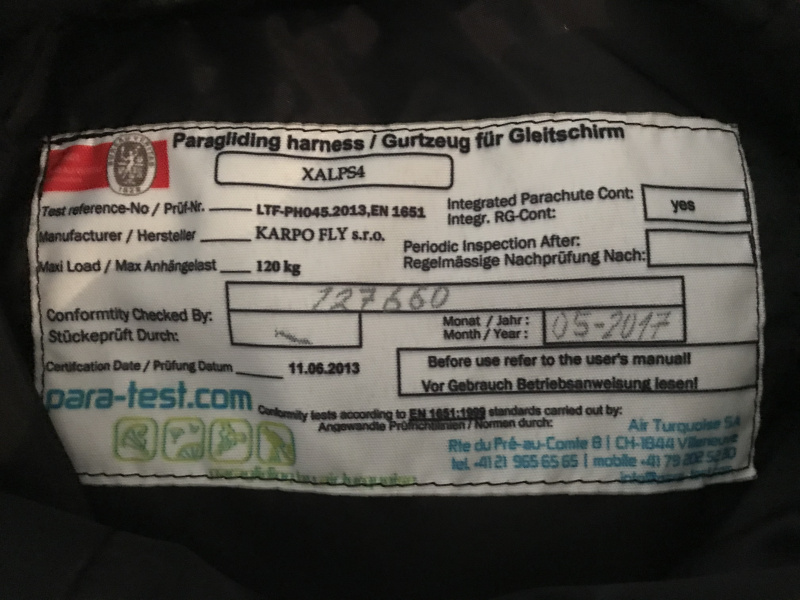 Paragliding harness / Gurtzeug für Gleitschirm
XALPS4
Test reference-No / Prüf-Nr. LTF-PH045.2013,EN 1651
Integrated Parachute Cont: yes
Integr. RG-Cont:
Manufacturer / Hersteller KARPO FLY s.r.o.
Periodic Inspection After:
Regelmässige Nachprüfung Nach:
Maxi Load / Max Anhängelast 120 kg
127660
Conformtity Checked By:
Stückeprüft Durch:
Monat / Jahr:
Month / Year: 05-2017
Certifcation Date / Prüfung Datum 11.06.2013
Before use refer to the user's manual!
Vor Gebrauch Betriebsanweisung lesen!
para-test.com
Conformity tests according to EN 1651:1999 standards carried out by:
Angewandte Prüfrichtlinien / Normen durch:
Air Turquoise SA
Rte du Pré-au-Comte 8 | CH-1844 Villeneuve
tel. +41 21 965 65 65 | mobile +41 79 202 52 30